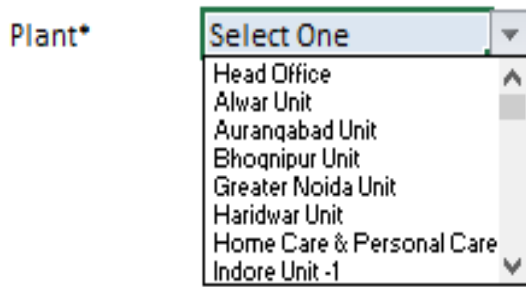 Plant* Select One
Head Office
Alwar Unit
Aurangabad Unit
Bhognipur Unit
Greater Noida Unit
Haridwar Unit
Home Care & Personal Care
Indore Unit -1